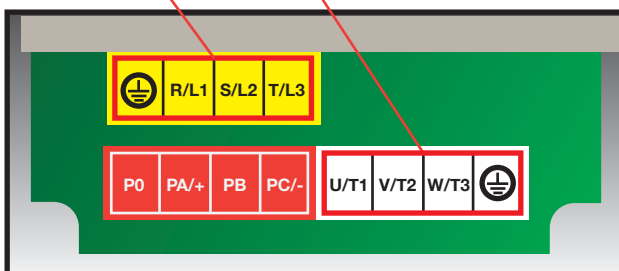 R/L1 S/L2 T/L3
P0 PA/+ PB PC/- U/T1 V/T2 W/T3